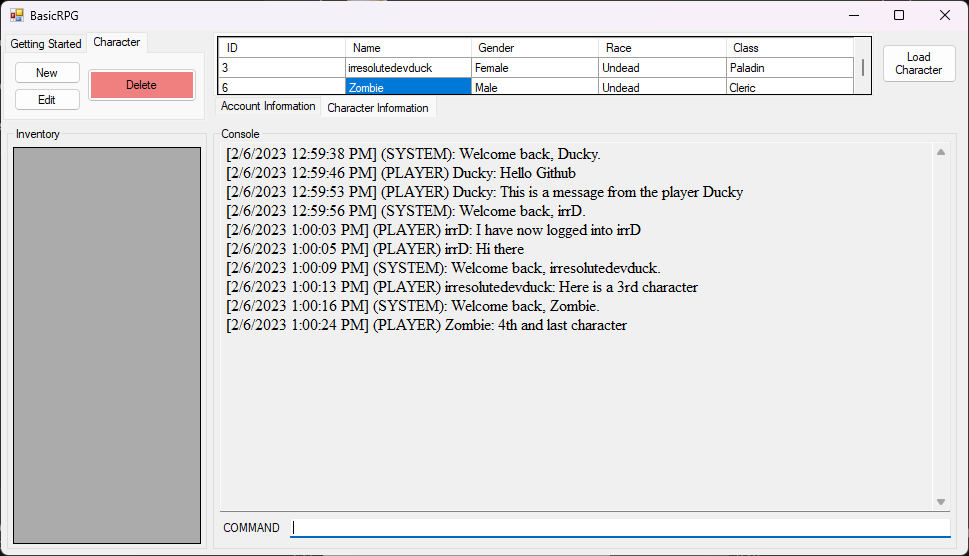 BasicRPG
Getting Started Character
New
Edit
Delete
ID Name Gender Race Class
3 irresolutedevduck Female Undead Paladin
6 Zombie Male Undead Cleric
Account Information Character Information
Load
Character
Inventory
Console
[2/6/2023 12:59:38 PM] (SYSTEM): Welcome back, Ducky.
[2/6/2023 12:59:46 PM] (PLAYER) Ducky: Hello Github
[2/6/2023 12:59:53 PM] (PLAYER) Ducky: This is a message from the player Ducky
[2/6/2023 12:59:56 PM] (SYSTEM): Welcome back, irrD.
[2/6/2023 1:00:03 PM] (PLAYER) irrD: I have now logged into irrD
[2/6/2023 1:00:05 PM] (PLAYER) irrD: Hi there
[2/6/2023 1:00:09 PM] (SYSTEM): Welcome back, irresolutedevduck.
[2/6/2023 1:00:13 PM] (PLAYER) irresolutedevduck: Here is a 3rd character
[2/6/2023 1:00:16 PM] (SYSTEM): Welcome back, Zombie.
[2/6/2023 1:00:24 PM] (PLAYER) Zombie: 4th and last character
COMMAND